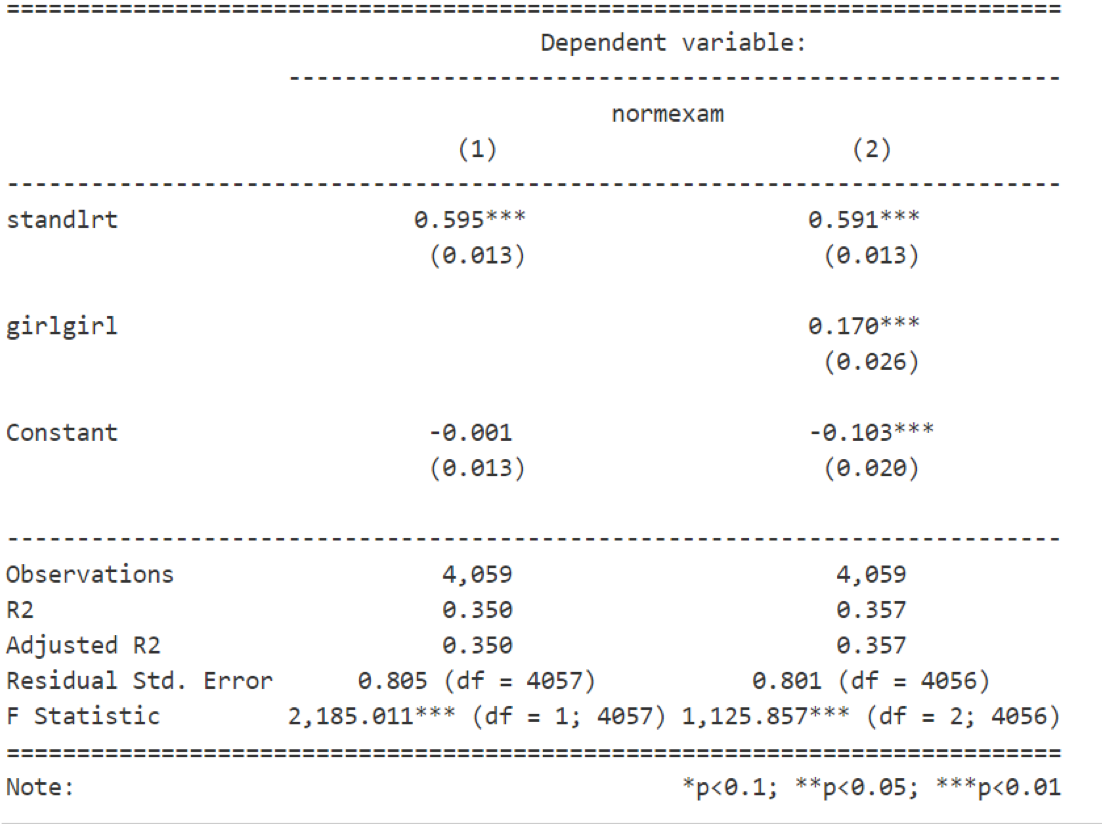 ===========================================================================
Dependent variable:
-------------------------------------------------------
normexam
(1) (2)
---------------------------------------------------------------------------
standlrt 0.595*** 0.591***
(0.013) (0.013)
girlgirl 0.170***
(0.026)
Constant -0.001 -0.103***
(0.013) (0.020)
---------------------------------------------------------------------------
Observations 4,059 4,059
R2 0.350 0.357
Adjusted R2 0.350 0.357
Residual Std. Error 0.805 (df = 4057) 0.801 (df = 4056)
F Statistic 2,185.011*** (df = 1; 4057) 1,125.857*** (df = 2; 4056)
===========================================================================
Note: *p<0.1; **p<0.05; ***p<0.01